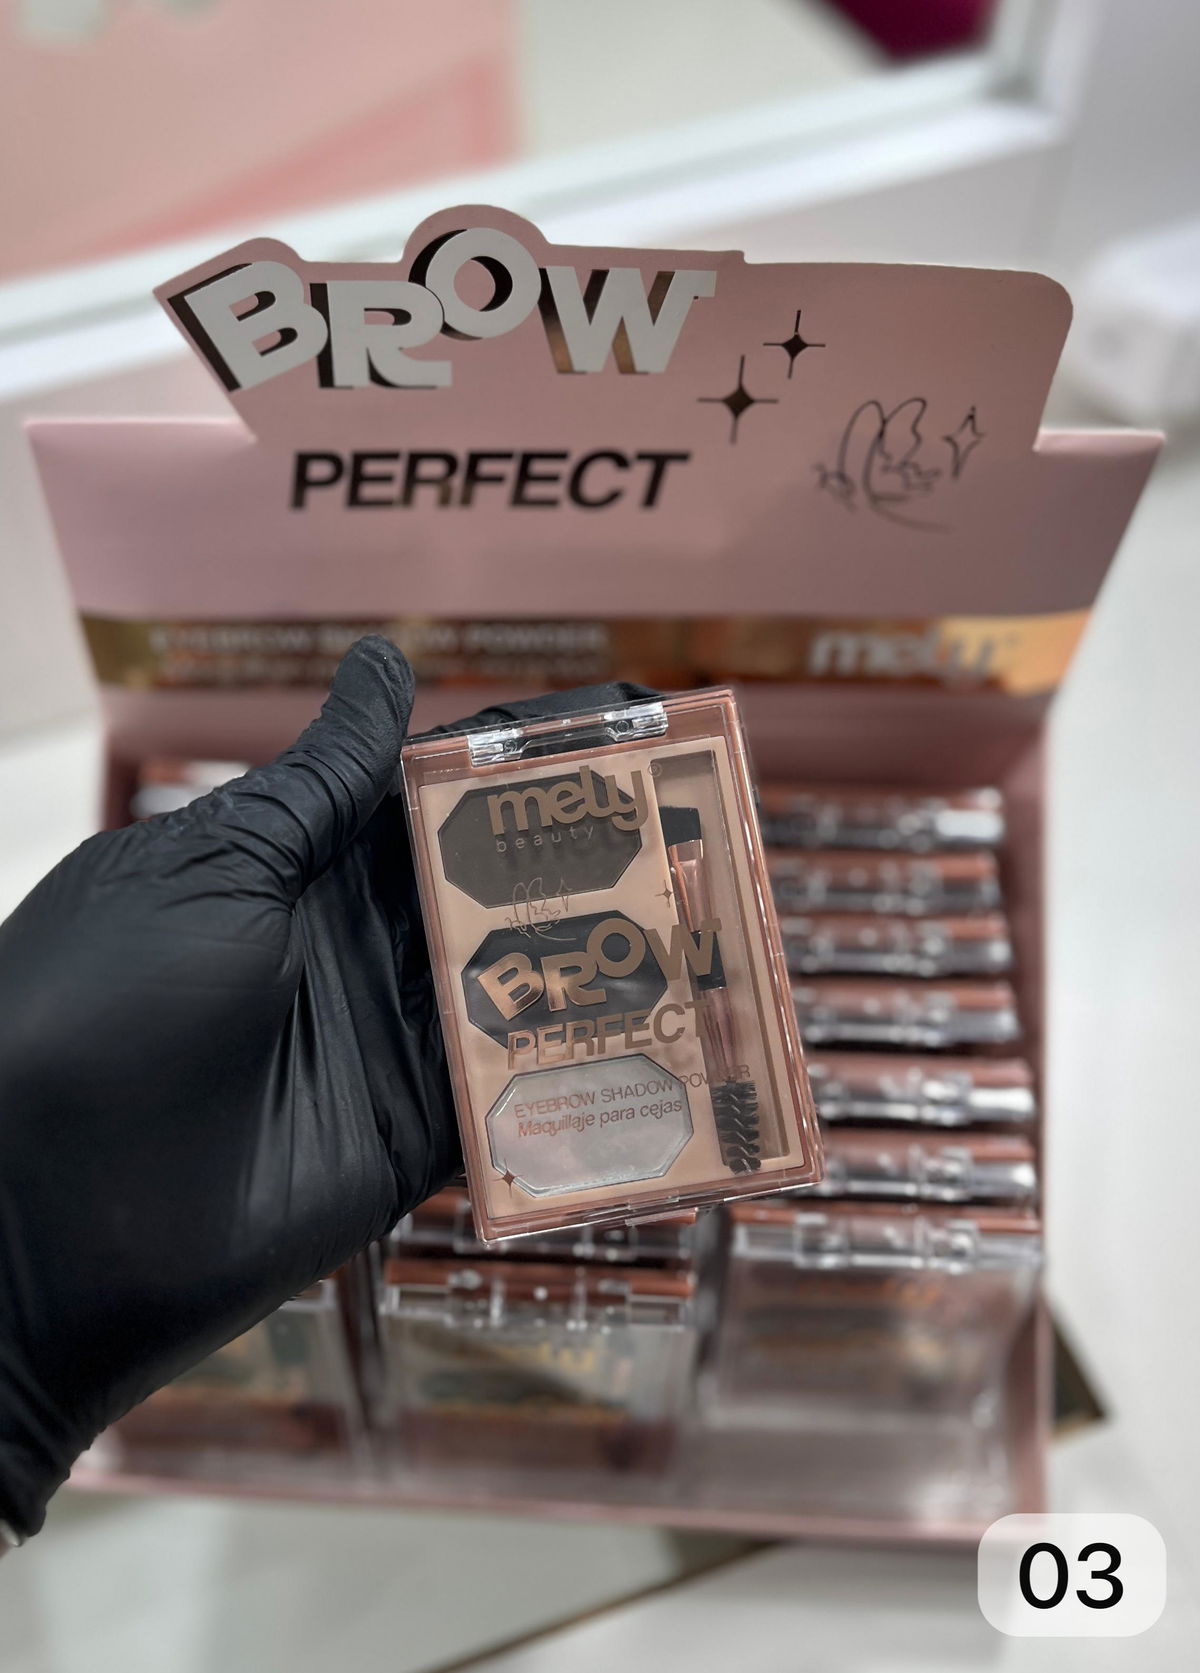 BROW
PERFECT
EYEBROW SHADOW POWDER
mely
mely®
beauty
BROW
PERFECT
EYEBROW SHADOW POWDER
Maquillaje para cejas
03